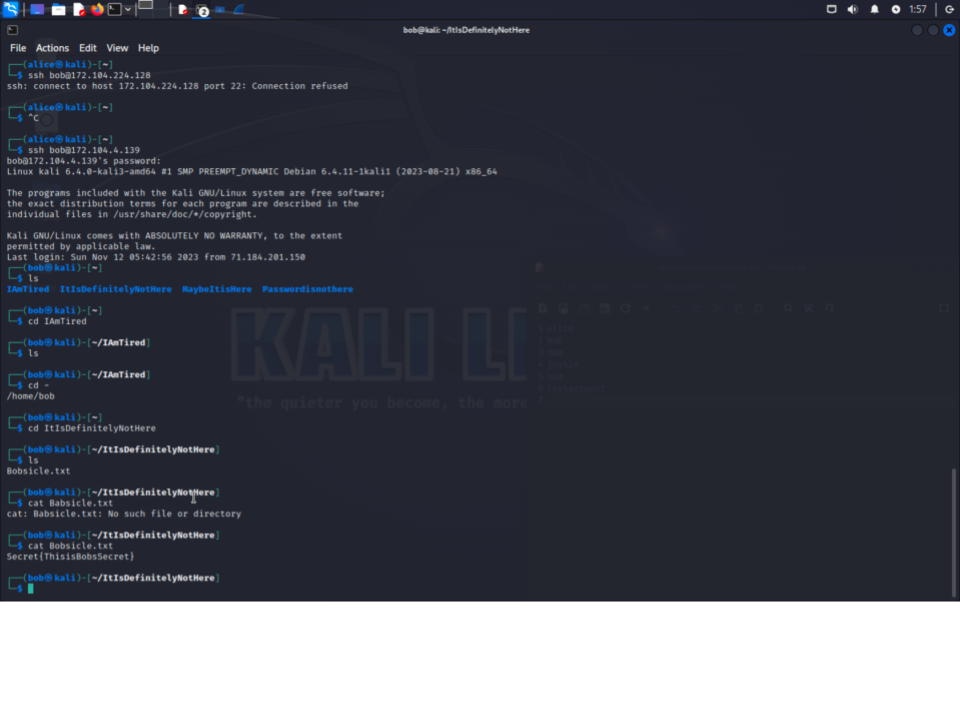 1:57
bob@kali: ~/ItIsDefinitelyNotHere
File Actions Edit View Help
┌──(alice㉿kali)-[~]
└─$ ssh bob@172.104.224.128
ssh: connect to host 172.104.224.128 port 22: Connection refused
┌──(alice㉿kali)-[~]
└─$ ^C
┌──(alice㉿kali)-[~]
└─$ ssh bob@172.104.4.139
bob@172.104.4.139's password:
Linux kali 6.4.0-kali3-amd64 #1 SMP PREEMPT_DYNAMIC Debian 6.4.11-1kali1 (2023-08-21) x86_64
The programs included with the Kali GNU/Linux system are free software;
the exact distribution terms for each program are described in the
individual files in /usr/share/doc/*/copyright.
Kali GNU/Linux comes with ABSOLUTELY NO WARRANTY, to the extent
permitted by applicable law.
Last login: Sun Nov 12 05:42:56 2023 from 71.184.201.150
┌──(bob㉿kali)-[~]
└─$ ls
IAmTired ItIsDefinitelyNotHere MaybeItisHere Passwordisnothere
┌──(bob㉿kali)-[~]
└─$ cd IAmTired
┌──(bob㉿kali)-[~/IAmTired]
└─$ ls
┌──(bob㉿kali)-[~/IAmTired]
└─$ cd -
/home/bob
┌──(bob㉿kali)-[~]
└─$ cd ItIsDefinitelyNotHere
┌──(bob㉿kali)-[~/ItIsDefinitelyNotHere]
└─$ ls
Bobsicle.txt
┌──(bob㉿kali)-[~/ItIsDefinitelyNotHere]
└─$ cat Babsicle.txt
cat: Babsicle.txt: No such file or directory
┌──(bob㉿kali)-[~/ItIsDefinitelyNotHere]
└─$ cat Bobsicle.txt
Secret{ThisisBobsSecret}
┌──(bob㉿kali)-[~/ItIsDefinitelyNotHere]
└─$
KALI LI
"the quieter you become, the more